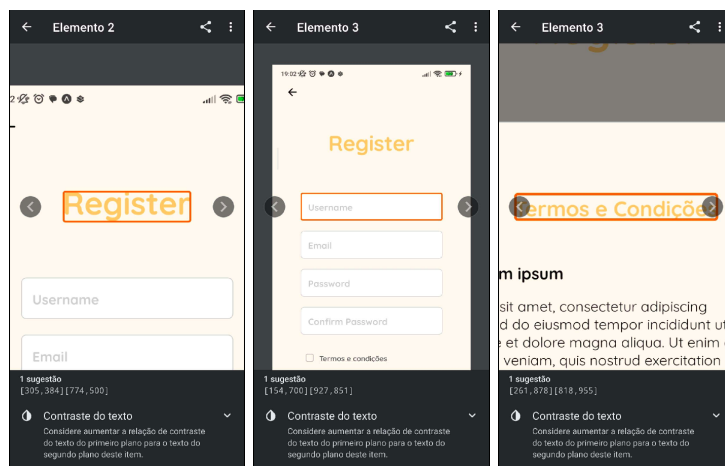 Elemento 2
Register
Username
Email
1 sugestão
[305,384][774,500]
Contraste do texto
Considere aumentar a relação de contraste
do texto do primeiro plano para o texto do
segundo plano deste item.
Elemento 3
19:02
Register
Username
Email
Password
Confirm Password
Termos e condições
1 sugestão
[154,700][927,851]
Contraste do texto
Considere aumentar a relação de contraste
do texto do primeiro plano para o texto do
segundo plano deste item.
Elemento 3
Termos e Condições
m ipsum
sit amet, consectetur adipiscing
d do eiusmod tempor incididunt ut
et dolore magna aliqua. Ut enim
veniam, quis nostrud exercitation
1 sugestão
[261,878][818,955]
Contraste do texto
Considere aumentar a relação de contraste
do texto do primeiro plano para o texto do
segundo plano deste item.